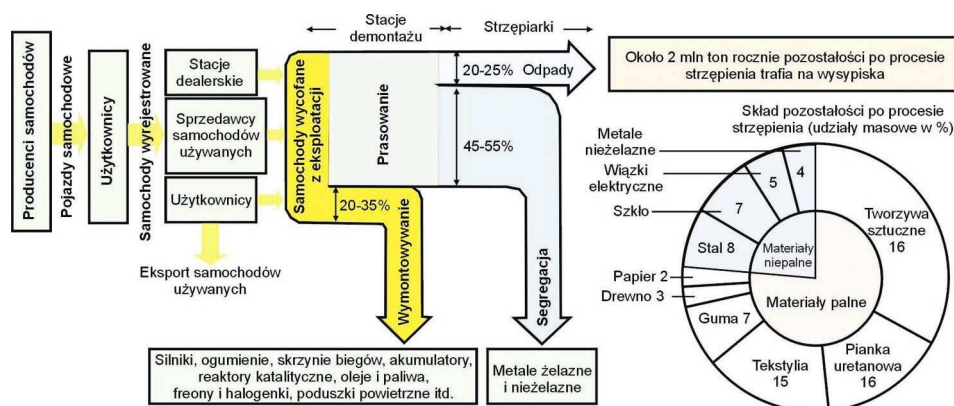 Producenci samochodów
Pojazdy samochodowe
Użytkownicy
Samochody wyrejestrowane
Stacje
dealerskie
Sprzedawcy
samochodów
używanych
Użytkownicy
Eksport samochodów
używanych
Samochody wycofane
z eksploatacji
Stacje
demontażu
Strzępiarki
Prasowanie
20-25%
Odpady
45-55%
20-35%
Wymontowywanie
Segregacja
Silniki, ogumienie, skrzynie biegów, akumulatory,
reaktory katalityczne, oleje i paliwa,
freony i halogenki, poduszki powietrzne itd.
Metale żelazne
i nieżelazne
Około 2 mln ton rocznie pozostałości po procesie
strzępienia trafia na wysypiska
Skład pozostałości po procesie
strzępienia (udziały masowe w %)
Metale
nieżelazne
4
Wiązki
elektryczne
5
Szkło
7
Stal 8
Papier 2
Drewno 3
Guma 7
Tekstylia
15
Pianka
uretanowa
16
Tworzywa
sztuczne
16
Materiały
niepalne
Materiały palne